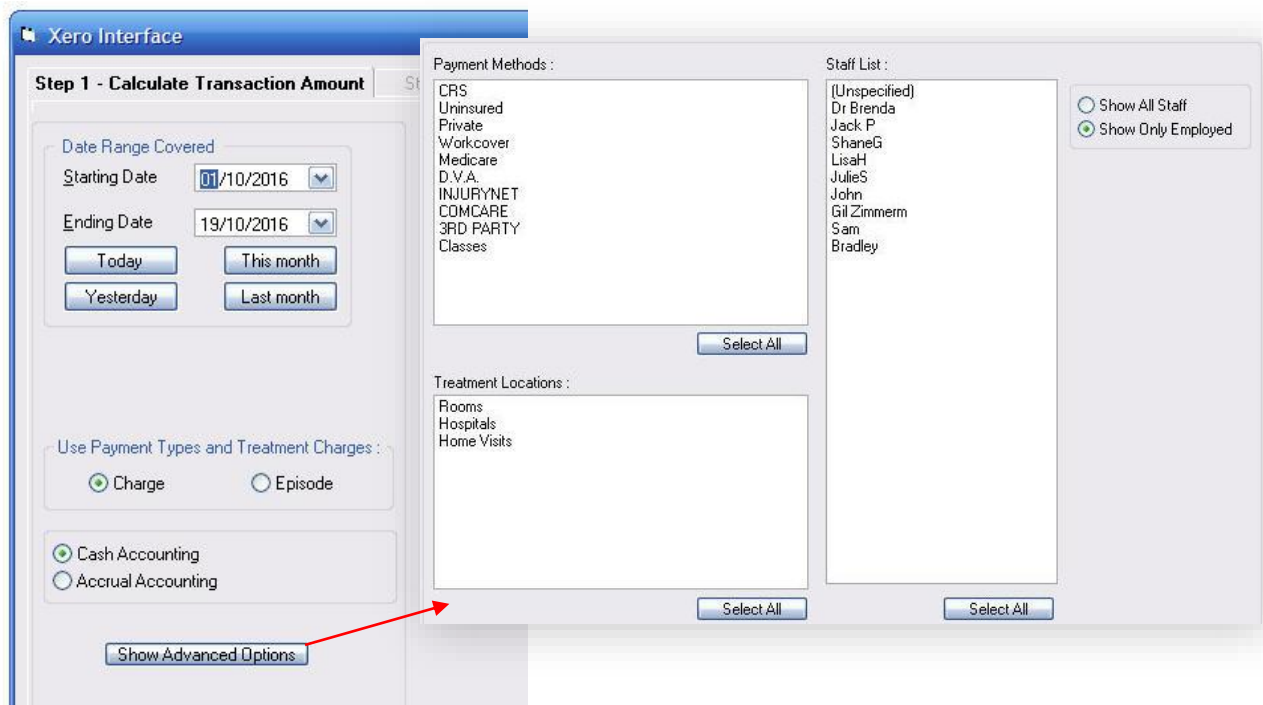 Xero Interface
Step 1 - Calculate Transaction Amount
Date Range Covered
Starting Date 01/10/2016
Ending Date 19/10/2016
Today This month
Yesterday Last month
Use Payment Types and Treatment Charges :
Charge Episode
Cash Accounting
Accrual Accounting
Show Advanced Options
Payment Methods :
CRS
Uninsured
Private
Workcover
Medicare
D.V.A.
INJURYNET
COMCARE
3RD PARTY
Classes
Select All
Treatment Locations :
Rooms
Hospitals
Home Visits
Select All
Staff List :
(Unspecified)
Dr Brenda
Jack P
ShaneG
LisaH
JulieS
John
Gil Zimmerm
Sam
Bradley
Select All
Show All Staff
Show Only Employed